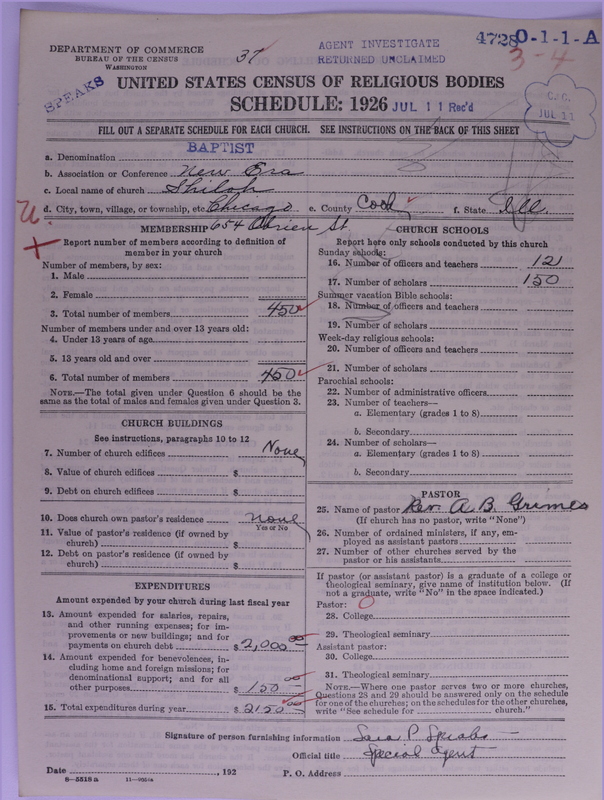 DEPARTMENT OF COMMERCE
BUREAU OF THE CENSUS
WASHINGTON
37
AGENT INVESTIGATE
RETURNED UNCLAIMED
4728 0-1-1-A
3-4
SPEAKS
UNITED STATES CENSUS OF RELIGIOUS BODIES
SCHEDULE: 1926 JUL 11 Rec'd
JUL 11
FILL OUT A SEPARATE SCHEDULE FOR EACH CHURCH. SEE INSTRUCTIONS ON THE BACK OF THIS SHEET
a. Denomination BAPTIST
b. Association or Conference New Era
c. Local name of church Shiloh
d. City, town, village, or township, etc. Chicago e. County Cook f. State Ill.
654 Obrien St
MEMBERSHIP
Report number of members according to definition of member in your church
Number of members, by sex:
1. Male
2. Female
3. Total number of members 450
Number of members under and over 13 years old:
4. Under 13 years of age
5. 13 years old and over
6. Total number of members 450
NOTE.—The total given under Question 6 should be the same as the total of males and females given under Question 3.
CHURCH BUILDINGS
See instructions, paragraphs 10 to 12
7. Number of church edifices None
8. Value of church edifices $
9. Debt on church edifices $
10. Does church own pastor's residence none
Yes or No
11. Value of pastor's residence (if owned by church) $
12. Debt on pastor's residence (if owned by church) $
EXPENDITURES
Amount expended by your church during last fiscal year
13. Amount expended for salaries, repairs, and other running expenses; for improvements or new buildings; and for payments on church debt $ 2,000 00
14. Amount expended for benevolences, including home and foreign missions; for denominational support; and for all other purposes $ 150 00
15. Total expenditures during year $ 2150 00
CHURCH SCHOOLS
Report here only schools conducted by this church
Sunday schools:
16. Number of officers and teachers 121
17. Number of scholars 150
Summer vacation Bible schools:
18. Number of officers and teachers
19. Number of scholars
Week-day religious schools:
20. Number of officers and teachers
21. Number of scholars
Parochial schools:
22. Number of administrative officers
23. Number of teachers—
a. Elementary (grades 1 to 8)
b. Secondary
24. Number of scholars—
a. Elementary (grades 1 to 8)
b. Secondary
PASTOR
25. Name of pastor Rev. A. B. Grimes
(If church has no pastor, write "None")
26. Number of ordained ministers, if any, employed as assistant pastors
27. Number of other churches served by the pastor or his assistants
If pastor (or assistant pastor) is a graduate of a college or theological seminary, give name of institution below. (If not a graduate, write "No" in the space indicated.)
Pastor: 0
28. College
29. Theological seminary
Assistant pastor:
30. College
31. Theological seminary
NOTE.—Where one pastor serves two or more churches, Questions 28 and 29 should be answered only on the schedule for one of the churches; on the schedules for the other churches, write "See schedule for church."
Signature of person furnishing information P Speaks
Official title Special Agent
Date , 192 P. O. Address
8—5518 a